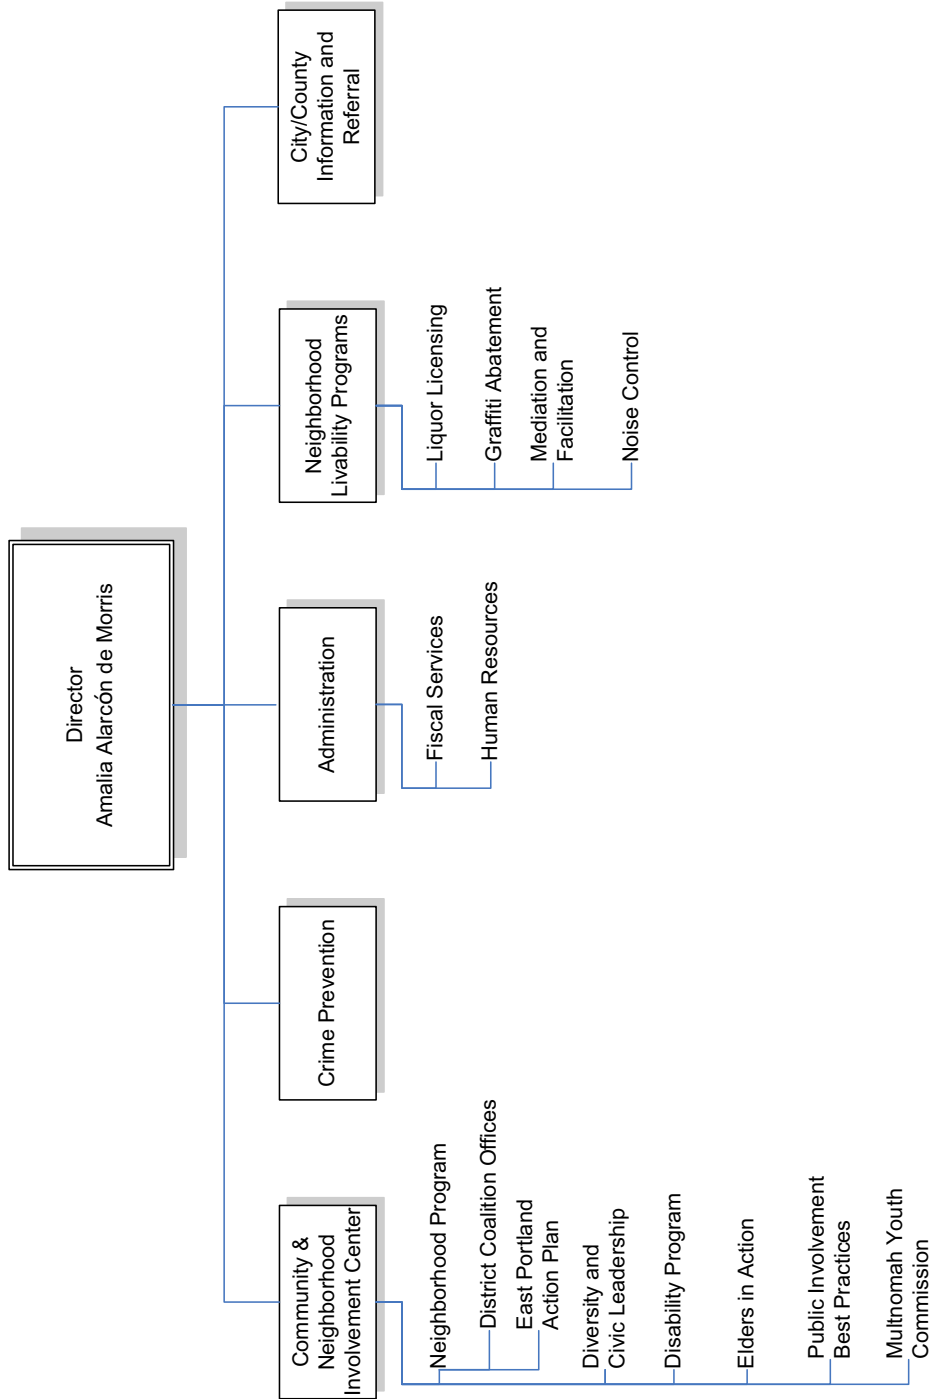 Director
Amalia Alarcón de Morris
Community &
Neighborhood
Involvement Center
Neighborhood Program
District Coalition Offices
East Portland
Action Plan
Diversity and
Civic Leadership
Disability Program
Elders in Action
Public Involvement
Best Practices
Multnomah Youth
Commission
Crime Prevention
Administration
Fiscal Services
Human Resources
Neighborhood
Livability Programs
Liquor Licensing
Graffiti Abatement
Mediation and
Facilitation
Noise Control
City/County
Information and
Referral